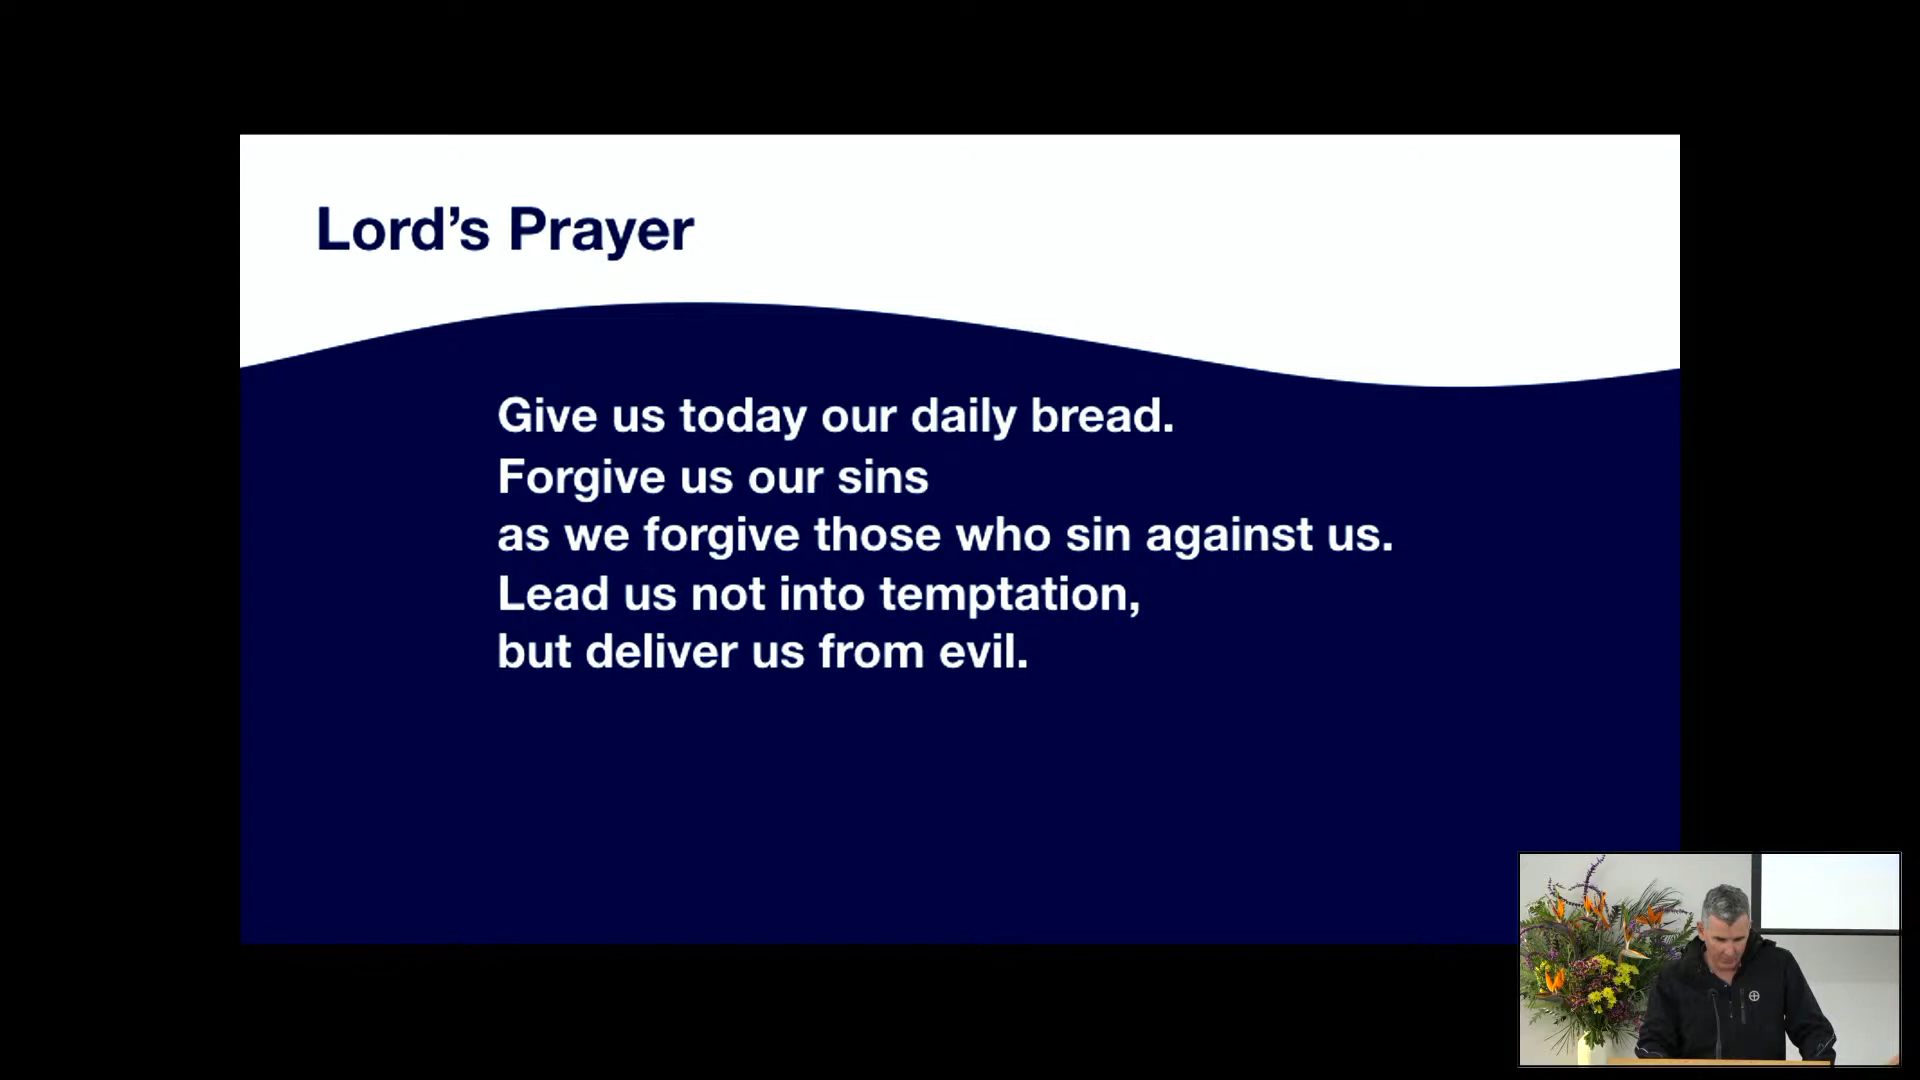 Lord’s Prayer
Give us today our daily bread.
Forgive us our sins
as we forgive those who sin against us.
Lead us not into temptation,
but deliver us from evil.